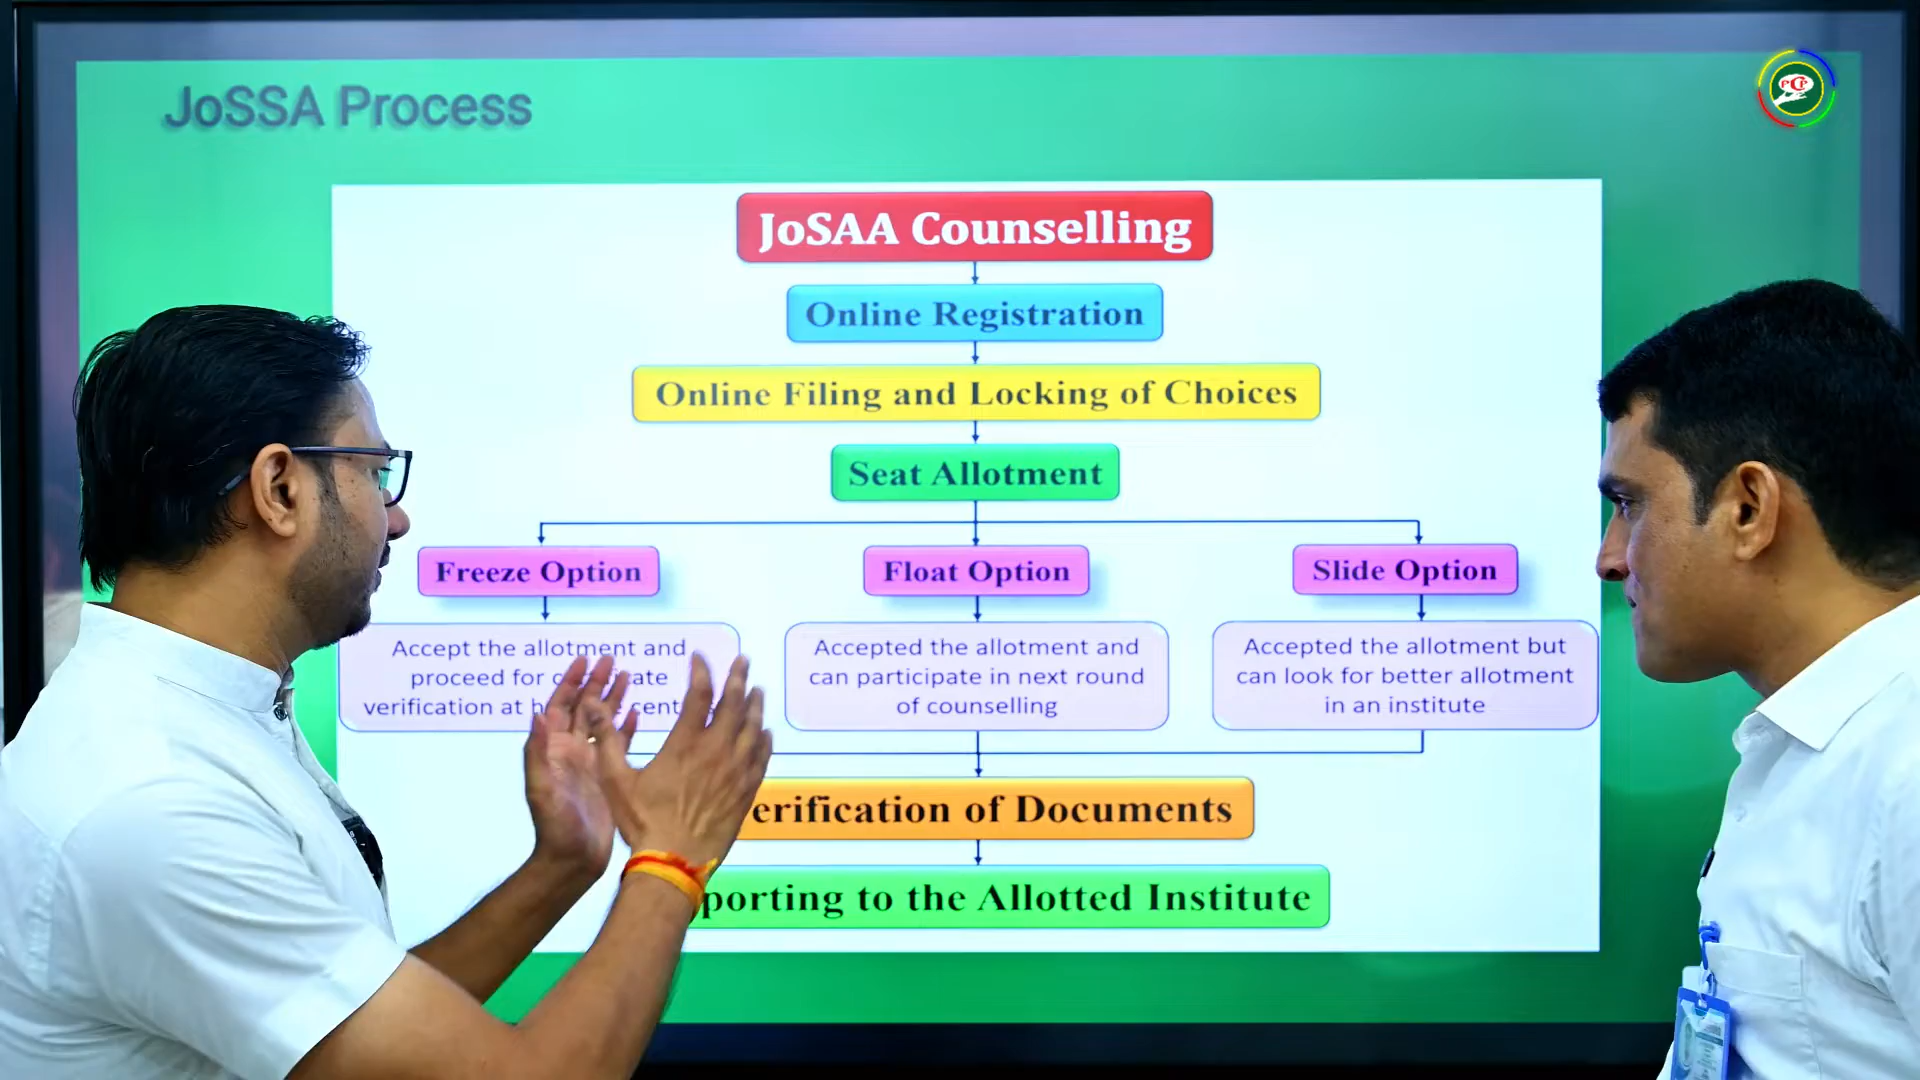 JoSSA Process
PCP
JoSAA Counselling
Online Registration
Online Filing and Locking of Choices
Seat Allotment
Freeze Option
Float Option
Slide Option
Accept the allotment and
proceed for
verification at
Accepted the allotment and
can participate in next round
of counselling
Accepted the allotment but
can look for better allotment
in an institute
erification of Documents
porting to the Allotted Institute